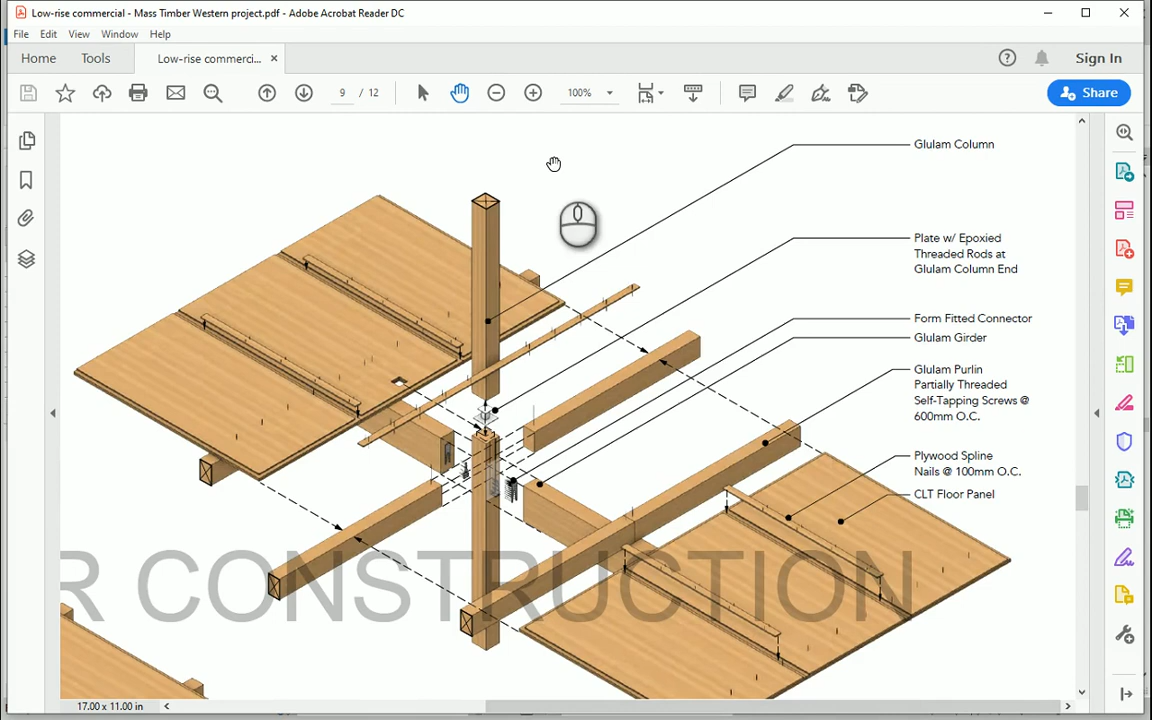 Low-rise commercial - Mass Timber Western project.pdf - Adobe Acrobat Reader DC
File Edit View Window Help
Home Tools Low-rise commerci... × Sign In
9 / 12 100% Share
Glulam Column
Plate w/ Epoxied
Threaded Rods at
Glulam Column End
Form Fitted Connector
Glulam Girder
Glulam Purlin
Partially Threaded
Self-Tapping Screws @
600mm O.C.
Plywood Spline
Nails @ 100mm O.C.
CLT Floor Panel
R CONSTRUCTION
17.00 x 11.00 in